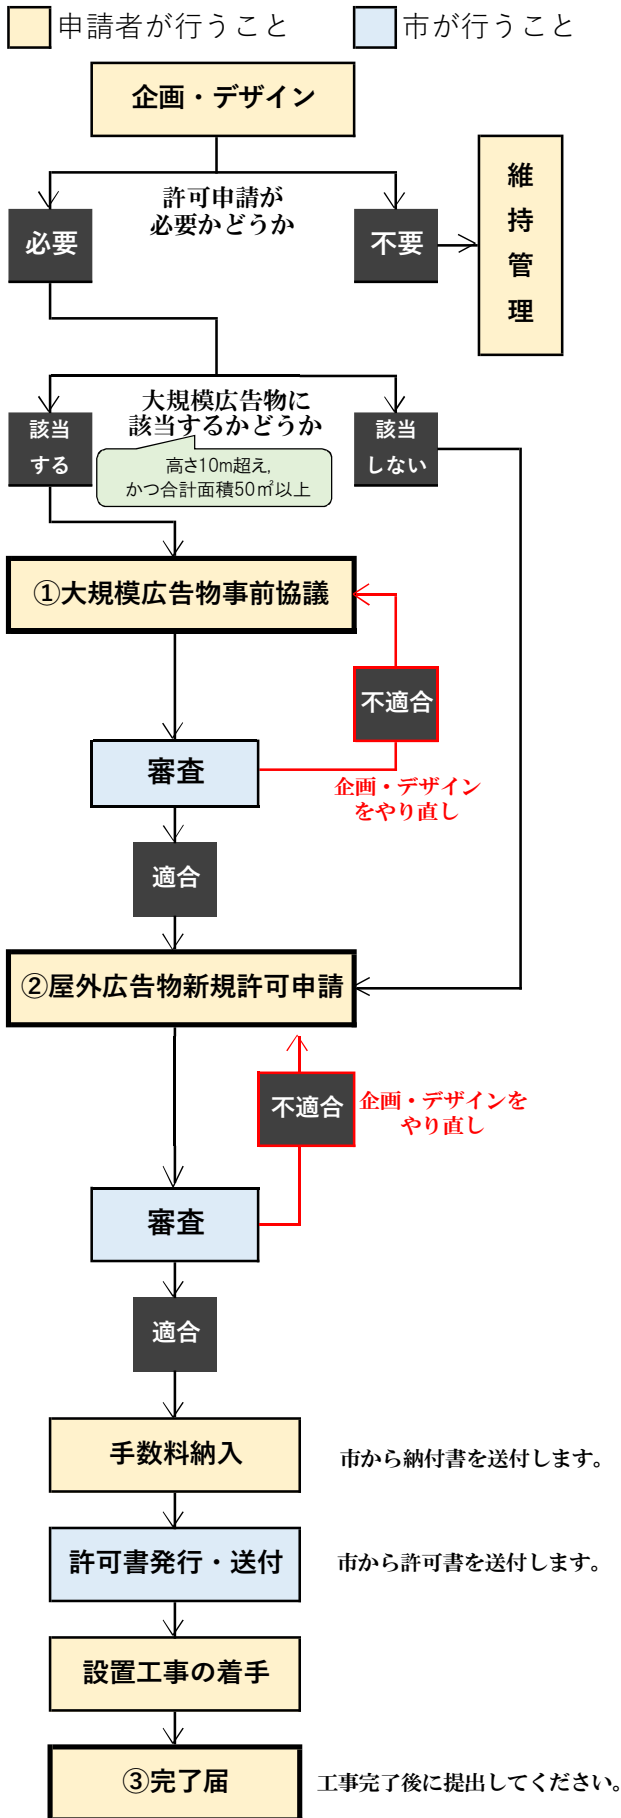 申請者が行うこと
市が行うこと
企画・デザイン
許可申請が
必要かどうか
必要
不要
維
持
管
理
大規模広告物に
該当するかどうか
該当
する
該当
しない
高さ10m超え,
かつ合計面積50㎡以上
①大規模広告物事前協議
不適合
審査
企画・デザイン
をやり直し
適合
②屋外広告物新規許可申請
不適合
企画・デザインを
やり直し
審査
適合
手数料納入
市から納付書を送付します。
許可書発行・送付
市から許可書を送付します。
設置工事の着手
③完了届
工事完了後に提出してください。